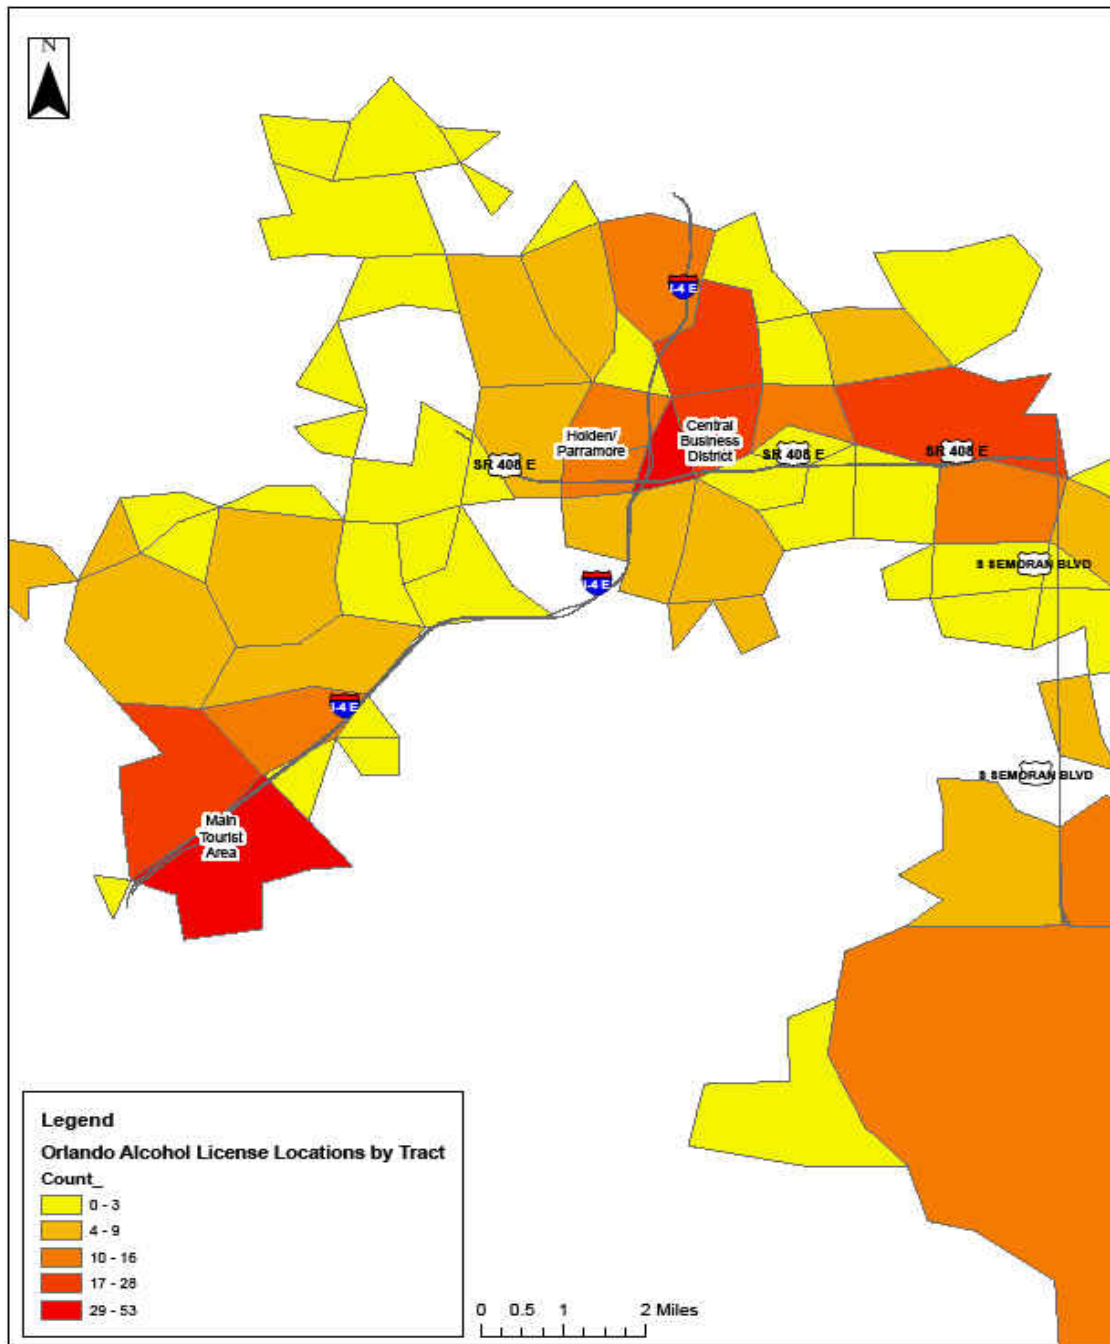 N
I-4 E
Holden/
Parramore
Central
Business
District
SR 408 E
SR 408 E
SR 408 E
S SEMORAN BLVD
I-4 E
I-4 E
S SEMORAN BLVD
Main
Tourist
Area
Legend
Orlando Alcohol License Locations by Tract
Count_
0 - 3
4 - 9
10 - 16
17 - 28
29 - 53
0 0.5 1 2 Miles